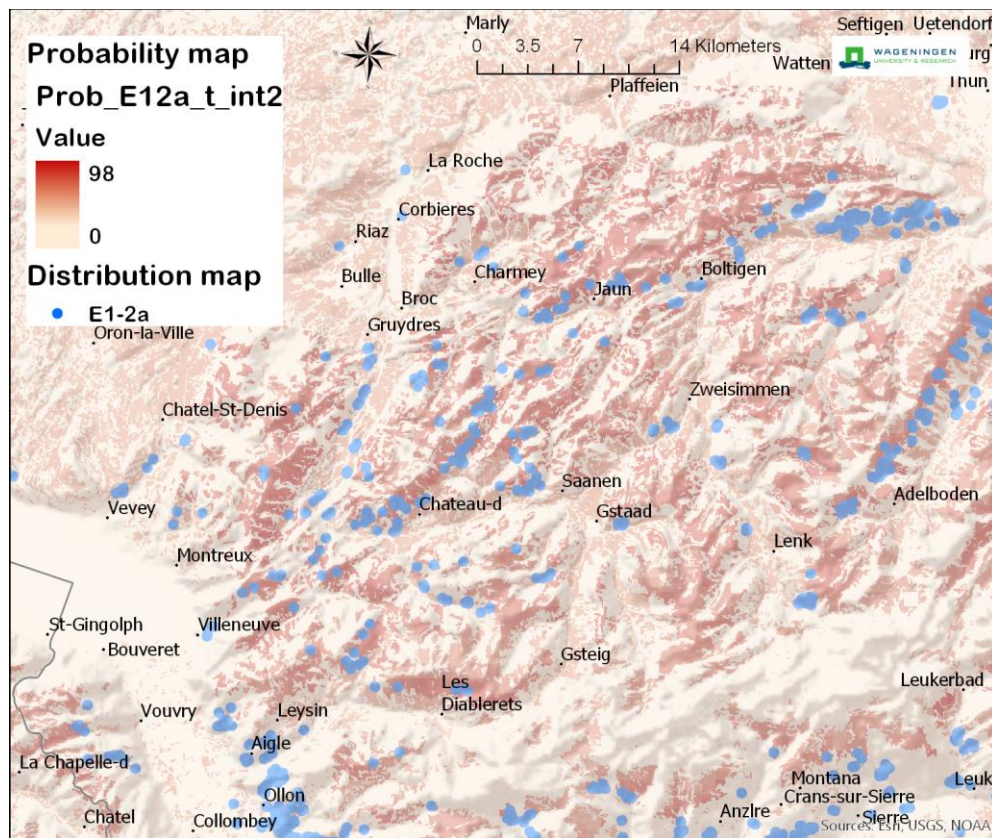 Probability map
Prob_E12a_t_int2
Value
98
0
Distribution map
E1-2a
0 3.5 7 14 Kilometers
WAGENINGEN
UNIVERSITY & RESEARCH
Marly
Seftigen
Uetendorf
Watten
burg
Thun
Plaffeien
La Roche
Corbieres
Riaz
Bulle
Charmey
Boltigen
Jaun
Broc
Gruydres
Oron-la-Ville
Zweisimmen
Chatel-St-Denis
Saanen
Chateau-d
Gstaad
Adelboden
Vevey
Montreux
Lenk
St-Gingolph
Villeneuve
Bouveret
Gsteig
Leukerbad
Les
Diablerets
Vouvry
Leysin
Aigle
La Chapelle-d
Montana
Leuk
Ollon
Crans-sur-Sierre
Chatel
Collombey
Anzlre
Sierre
Sources: Esri, USGS, NOAA